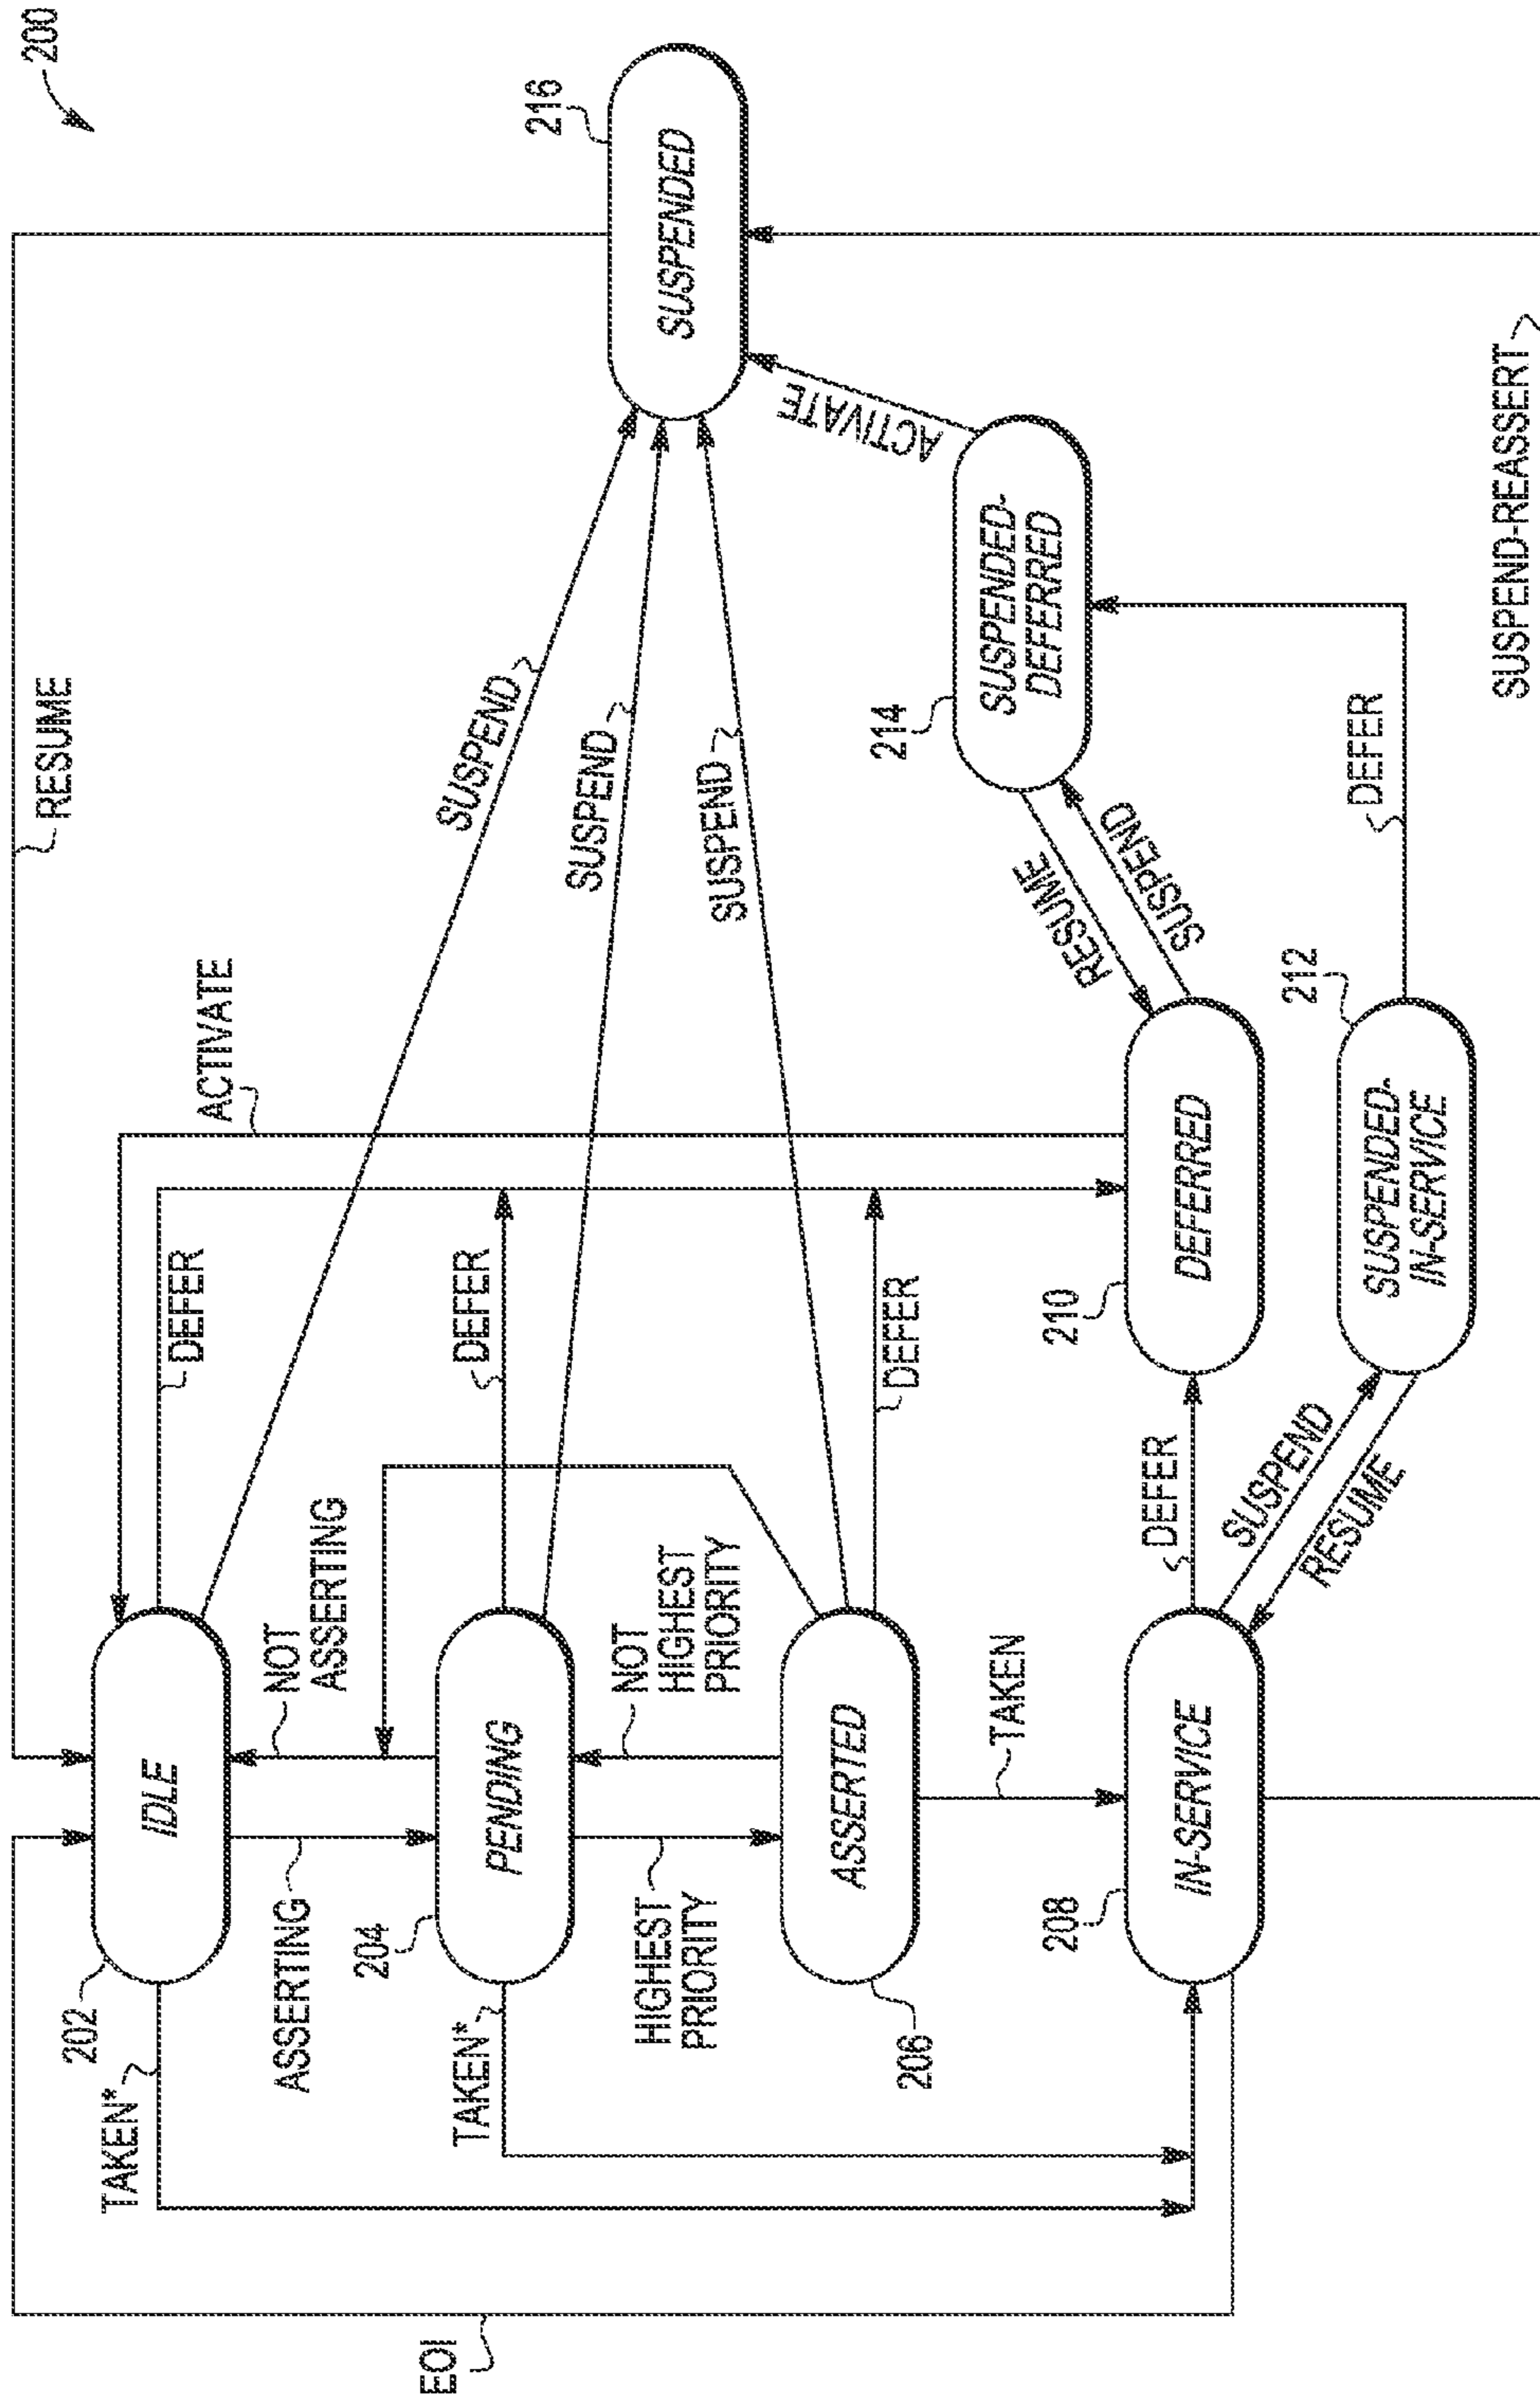 200
RESUME
EOI
202
IDLE
TAKEN*
DEFER
ACTIVATE
SUSPEND
ASSERTING
NOT
ASSERTING
204
PENDING
TAKEN*
DEFER
SUSPEND
HIGHEST
PRIORITY
NOT
HIGHEST
PRIORITY
206
ASSERTED
DEFER
SUSPEND
216
SUSPENDED
TAKEN
208
IN-SERVICE
DEFER
210
DEFERRED
RESUME
SUSPEND
214
SUSPENDED-
DEFERRED
ACTIVATE
SUSPEND
RESUME
212
SUSPENDED-
IN-SERVICE
DEFER
SUSPEND-REASSERT